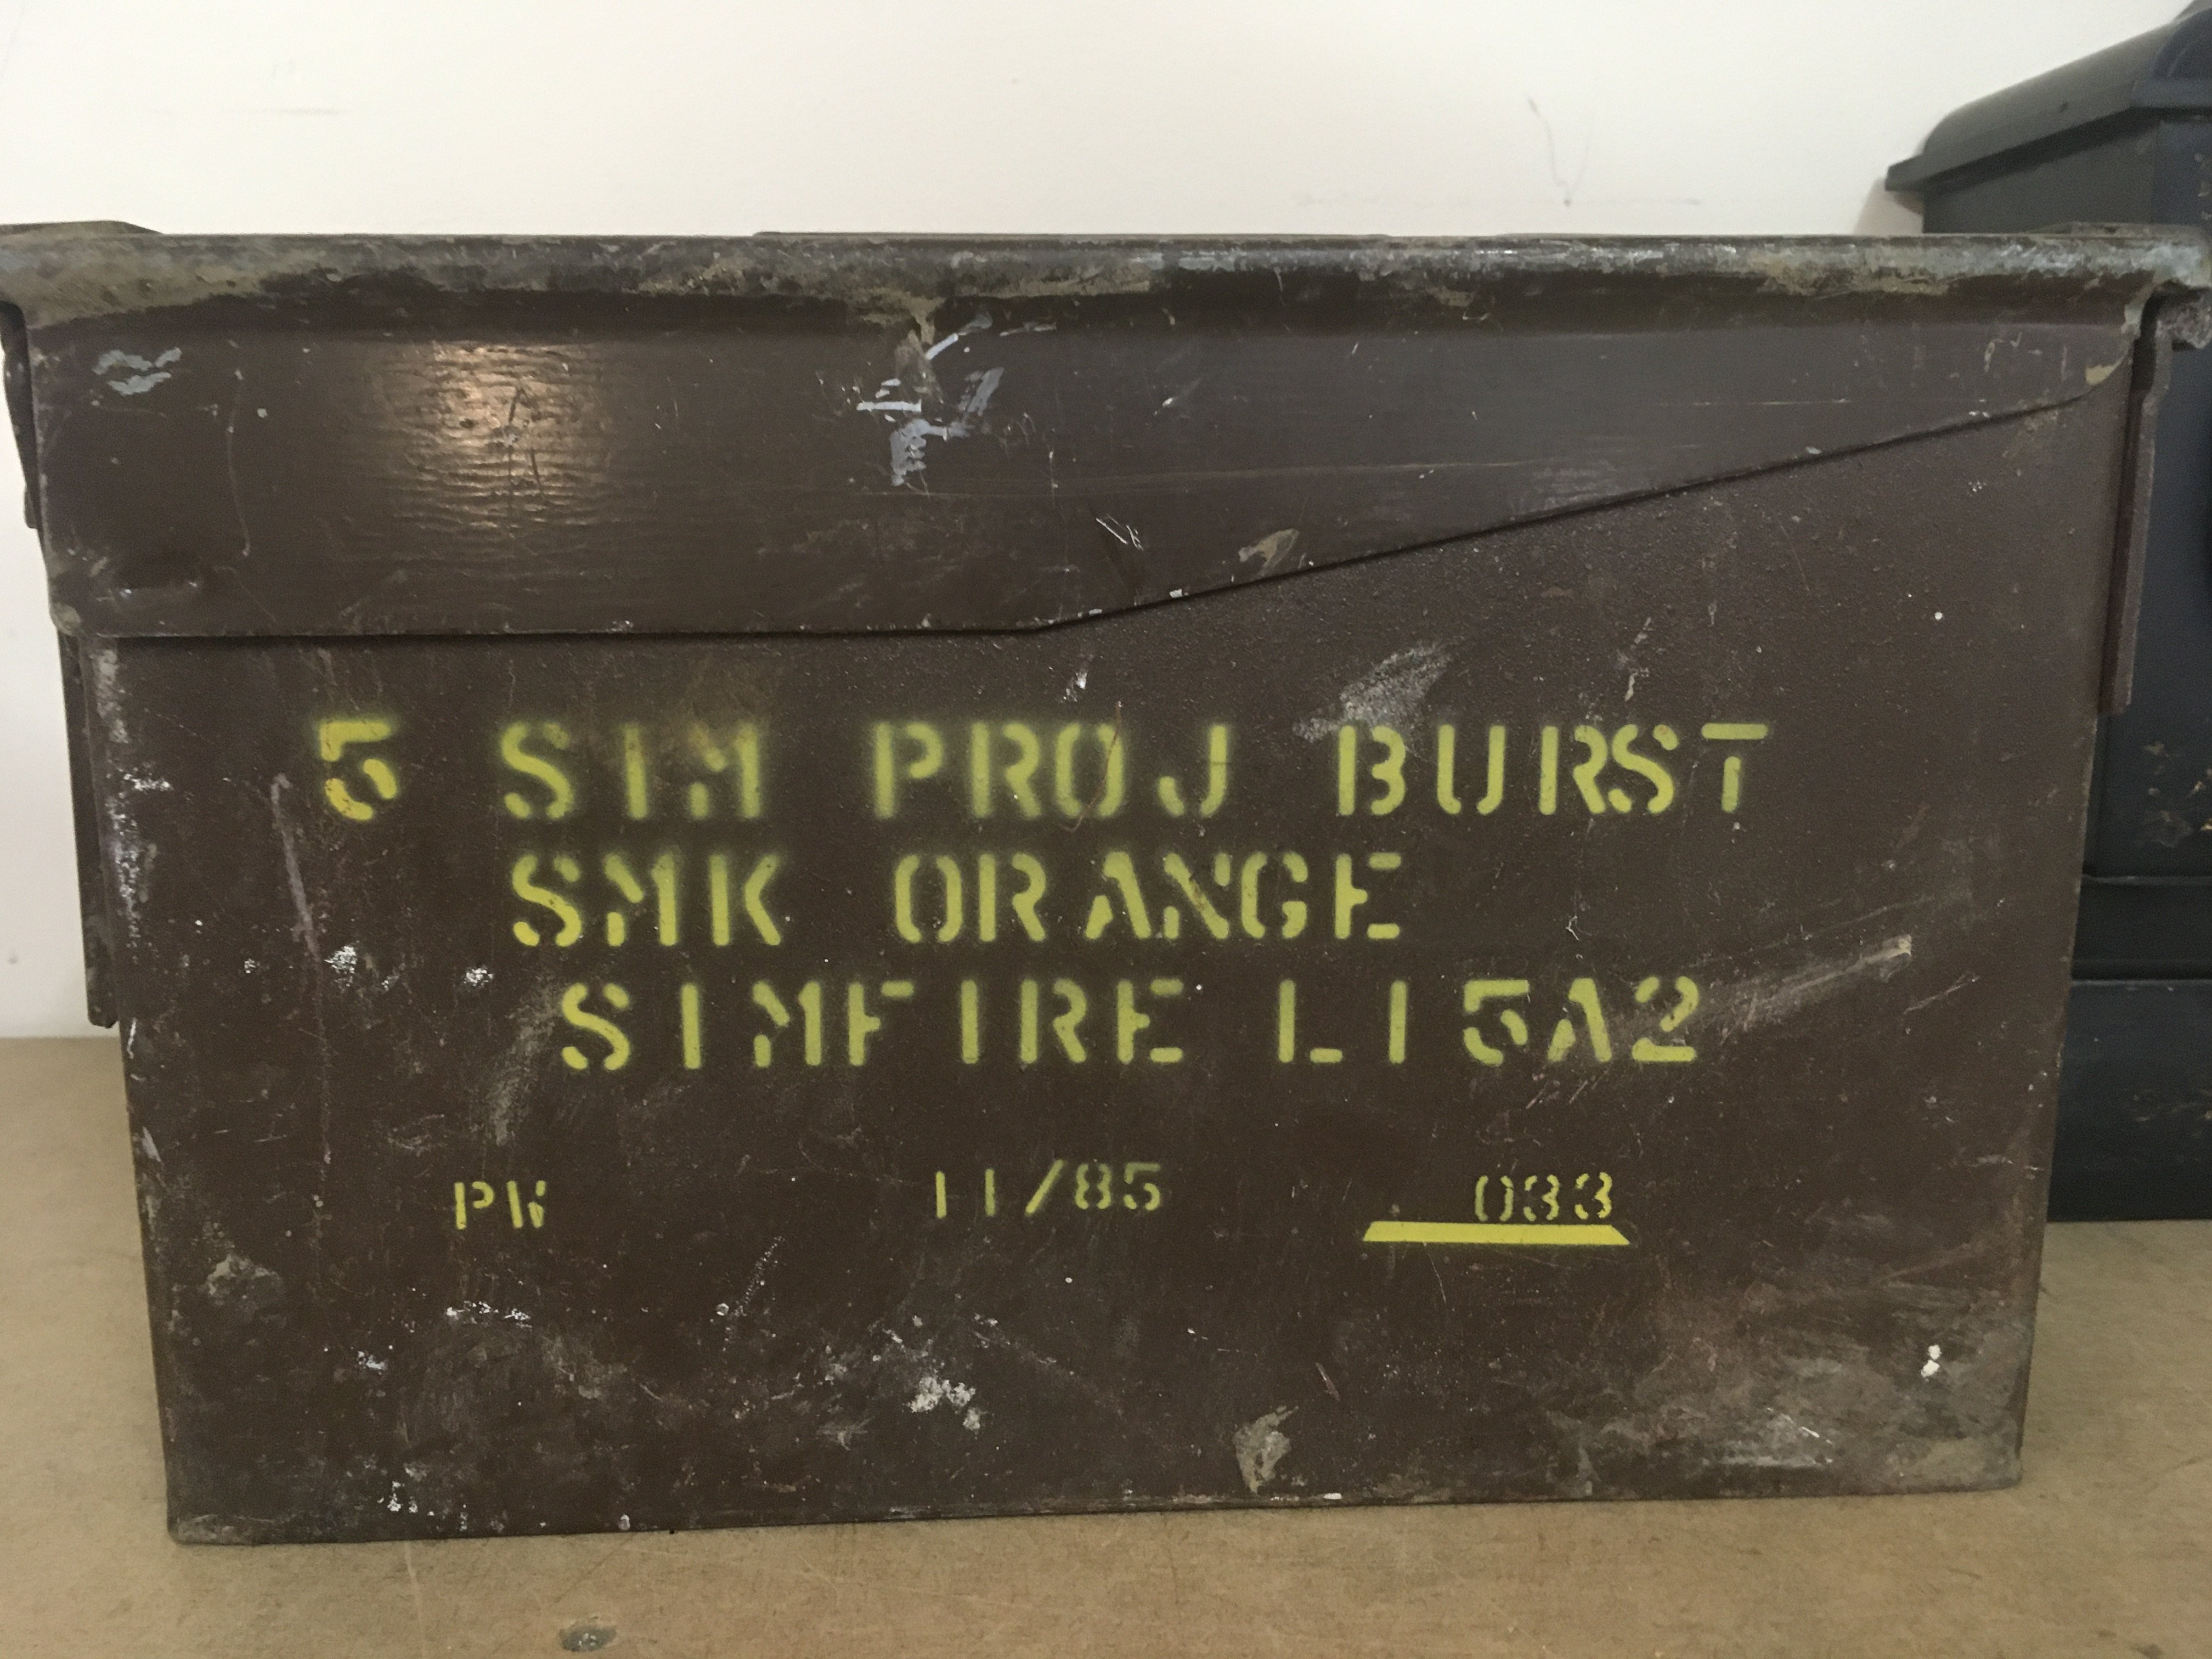 5 SIM PROJ BURST
SMK ORANGE
SIMFIRE L15A2
PW 11/85 033